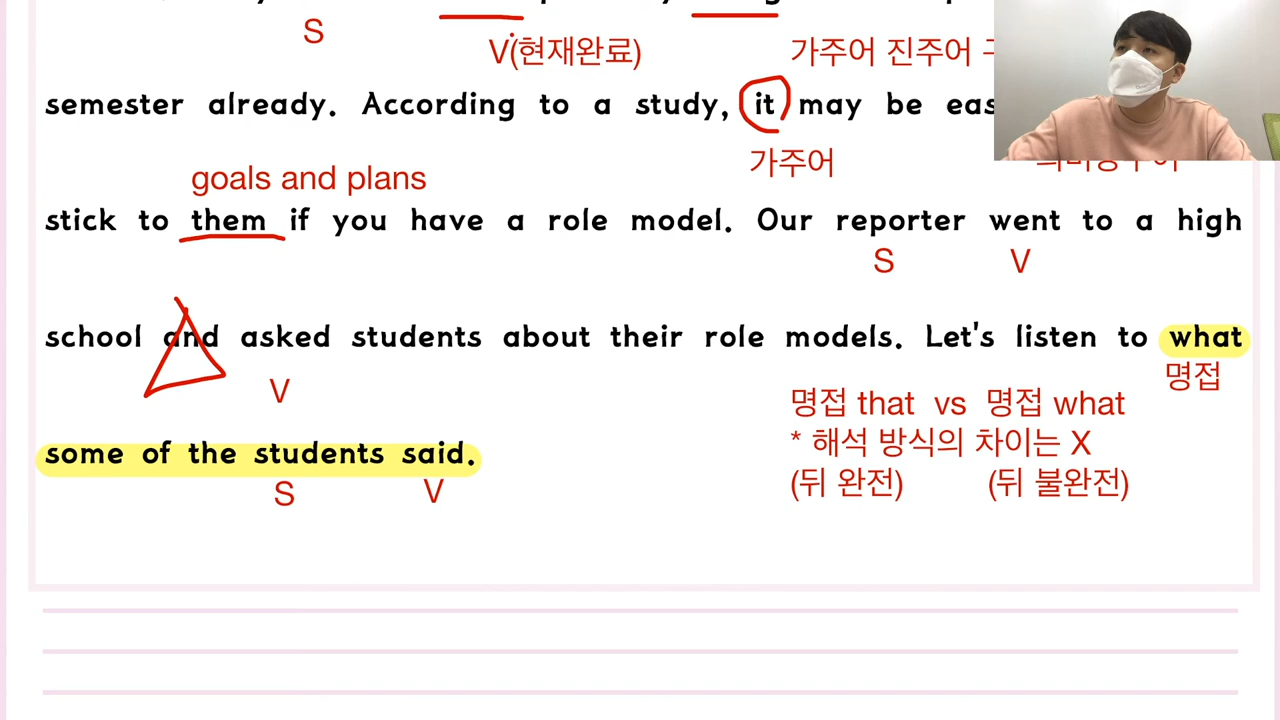 S
V(현재완료)
가주어 진주어
semester already. According to a study, it may be
가주어
goals and plans
stick to them if you have a role model. Our reporter went to a high
S V
school and asked students about their role models. Let's listen to what
V
명접
명접 that vs 명접 what
* 해석 방식의 차이는 X
some of the students said.
(뒤 완전) (뒤 불완전)
S V